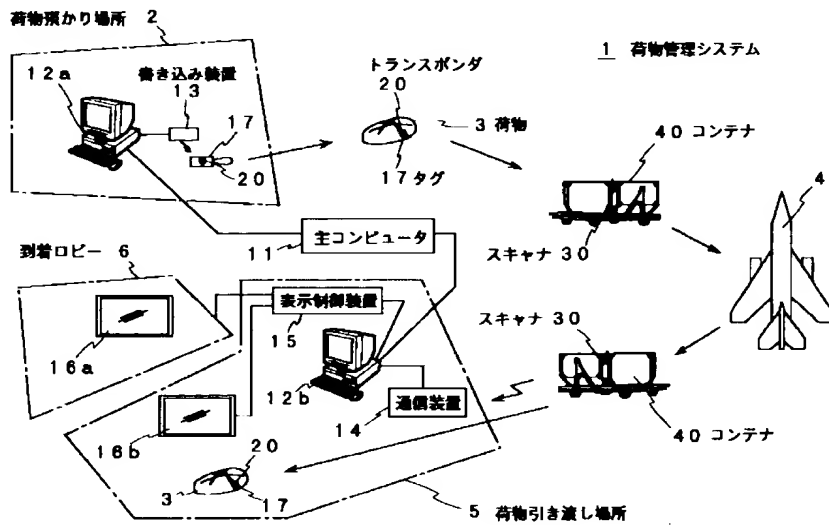 荷物預かり場所 2
12a
書き込み装置
13
17
20
トランスポンダ
20
3 荷物
17 タグ
1 荷物管理システム
40 コンテナ
4
スキャナ 30
主コンピュータ
11
到着ロビー 6
16a
表示制御装置
15
12b
通信装置
14
スキャナ 30
40 コンテナ
16b
20
3
17
5 荷物引き渡し場所